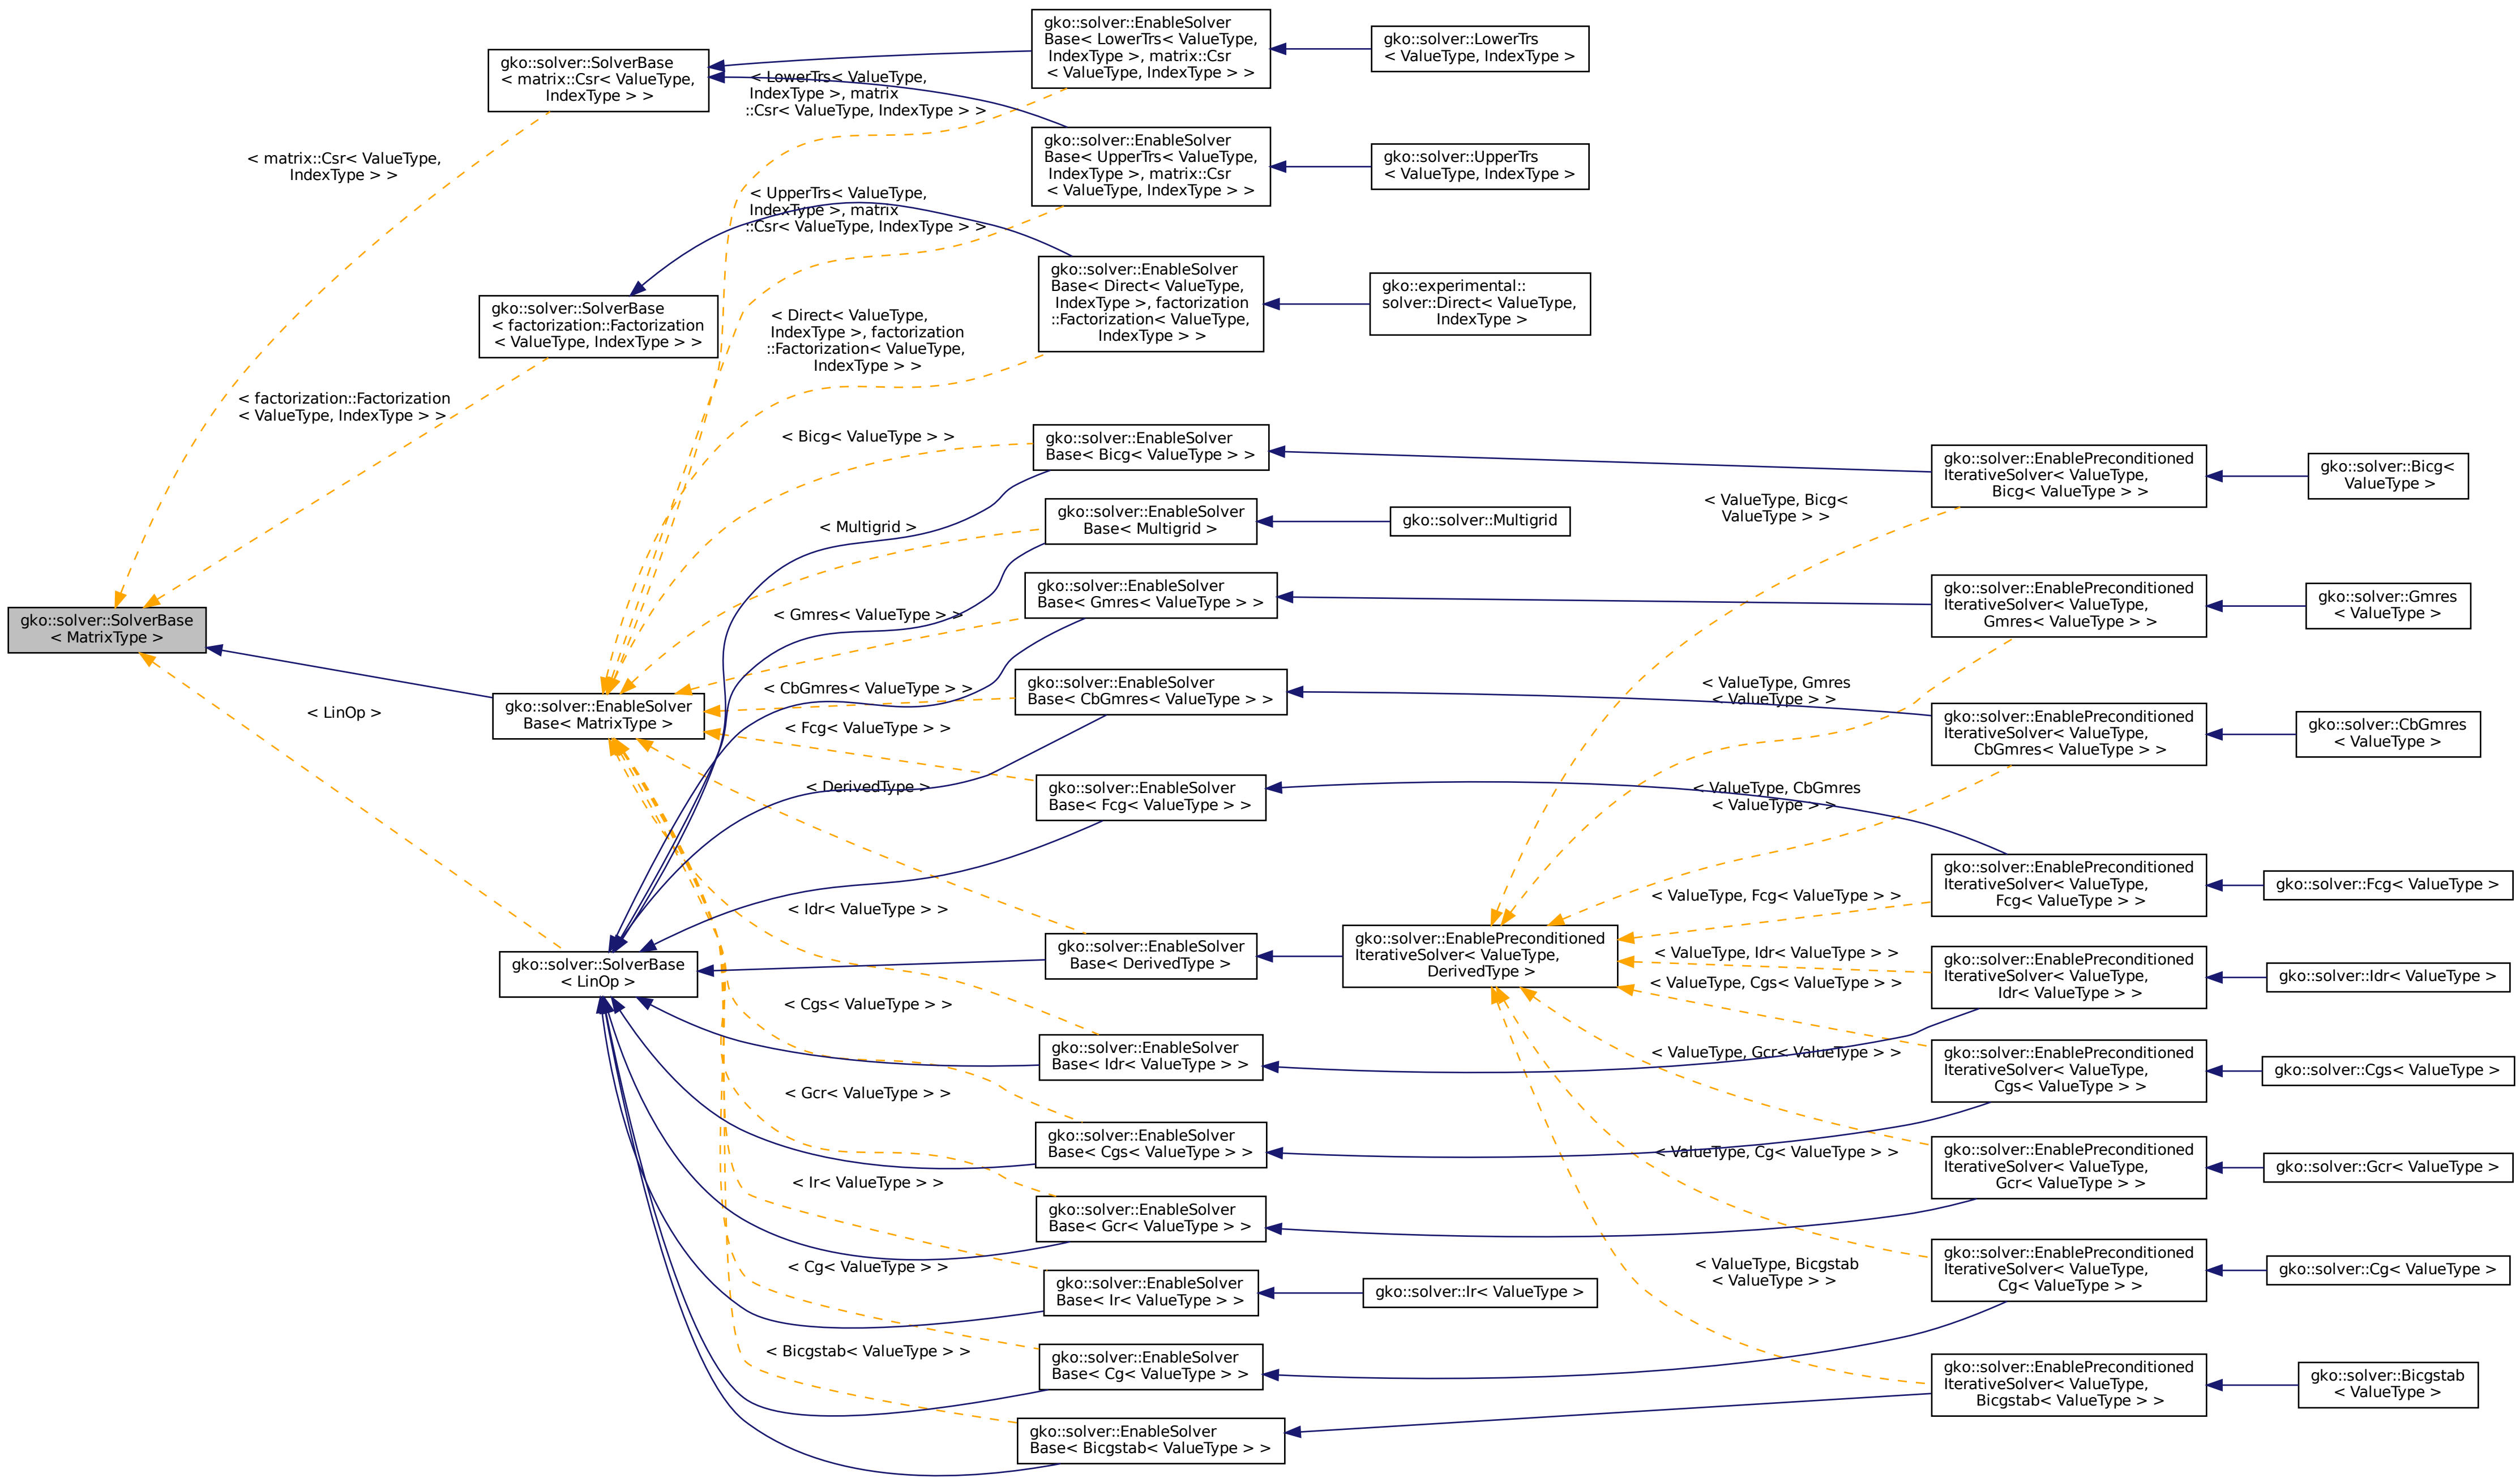 gko::solver::SolverBase
< MatrixType >
< matrix::Csr< ValueType,
IndexType > >
< factorization::Factorization
< ValueType, IndexType > >
< LinOp >
gko::solver::SolverBase
< matrix::Csr< ValueType,
IndexType > >
gko::solver::SolverBase
< factorization::Factorization
< ValueType, IndexType > >
gko::solver::EnableSolver
Base< MatrixType >
gko::solver::SolverBase
< LinOp >
< LowerTrs< ValueType,
IndexType >, matrix
::Csr< ValueType, IndexType > >
< UpperTrs< ValueType,
IndexType >, matrix
::Csr< ValueType, IndexType > >
< Direct< ValueType,
IndexType >, factorization
::Factorization< ValueType,
IndexType > >
< Bicg< ValueType > >
< Multigrid >
< Gmres< ValueType > >
< CbGmres< ValueType > >
< Fcg< ValueType > >
< DerivedType >
< Idr< ValueType > >
< Cgs< ValueType > >
< Gcr< ValueType > >
< Ir< ValueType > >
< Cg< ValueType > >
< Bicgstab< ValueType > >
gko::solver::EnableSolver
Base< LowerTrs< ValueType,
IndexType >, matrix::Csr
< ValueType, IndexType > >
gko::solver::EnableSolver
Base< UpperTrs< ValueType,
IndexType >, matrix::Csr
< ValueType, IndexType > >
gko::solver::EnableSolver
Base< Direct< ValueType,
IndexType >, factorization
::Factorization< ValueType,
IndexType > >
gko::solver::EnableSolver
Base< Bicg< ValueType > >
gko::solver::EnableSolver
Base< Multigrid >
gko::solver::EnableSolver
Base< Gmres< ValueType > >
gko::solver::EnableSolver
Base< CbGmres< ValueType > >
gko::solver::EnableSolver
Base< Fcg< ValueType > >
gko::solver::EnableSolver
Base< DerivedType >
gko::solver::EnableSolver
Base< Idr< ValueType > >
gko::solver::EnableSolver
Base< Cgs< ValueType > >
gko::solver::EnableSolver
Base< Gcr< ValueType > >
gko::solver::EnableSolver
Base< Ir< ValueType > >
gko::solver::EnableSolver
Base< Cg< ValueType > >
gko::solver::EnableSolver
Base< Bicgstab< ValueType > >
gko::solver::LowerTrs
< ValueType, IndexType >
gko::solver::UpperTrs
< ValueType, IndexType >
gko::experimental::
solver::Direct< ValueType,
IndexType >
gko::solver::Multigrid
gko::solver::EnablePreconditioned
IterativeSolver< ValueType,
DerivedType >
gko::solver::Ir< ValueType >
< ValueType, Bicg<
ValueType > >
< ValueType, Gmres
< ValueType > >
< ValueType, CbGmres
< ValueType > >
< ValueType, Fcg< ValueType > >
< ValueType, Idr< ValueType > >
< ValueType, Cgs< ValueType > >
< ValueType, Gcr< ValueType > >
< ValueType, Cg< ValueType > >
< ValueType, Bicgstab
< ValueType > >
gko::solver::EnablePreconditioned
IterativeSolver< ValueType,
Bicg< ValueType > >
gko::solver::EnablePreconditioned
IterativeSolver< ValueType,
Gmres< ValueType > >
gko::solver::EnablePreconditioned
IterativeSolver< ValueType,
CbGmres< ValueType > >
gko::solver::EnablePreconditioned
IterativeSolver< ValueType,
Fcg< ValueType > >
gko::solver::EnablePreconditioned
IterativeSolver< ValueType,
Idr< ValueType > >
gko::solver::EnablePreconditioned
IterativeSolver< ValueType,
Cgs< ValueType > >
gko::solver::EnablePreconditioned
IterativeSolver< ValueType,
Gcr< ValueType > >
gko::solver::EnablePreconditioned
IterativeSolver< ValueType,
Cg< ValueType > >
gko::solver::EnablePreconditioned
IterativeSolver< ValueType,
Bicgstab< ValueType > >
gko::solver::Bicg<
ValueType >
gko::solver::Gmres
< ValueType >
gko::solver::CbGmres
< ValueType >
gko::solver::Fcg< ValueType >
gko::solver::Idr< ValueType >
gko::solver::Cgs< ValueType >
gko::solver::Gcr< ValueType >
gko::solver::Cg< ValueType >
gko::solver::Bicgstab
< ValueType >